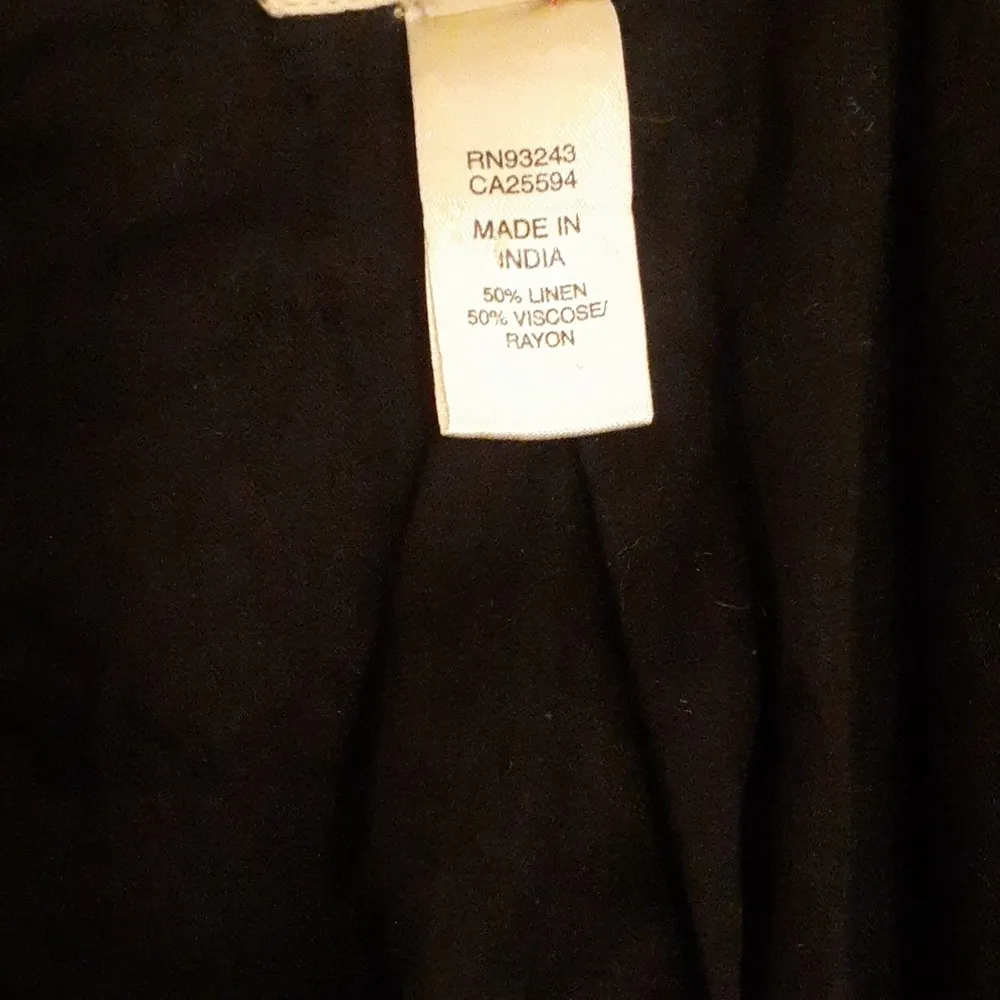 RN93243
CA25594
MADE IN
INDIA
50% LINEN
50% VISCOSE/
RAYON